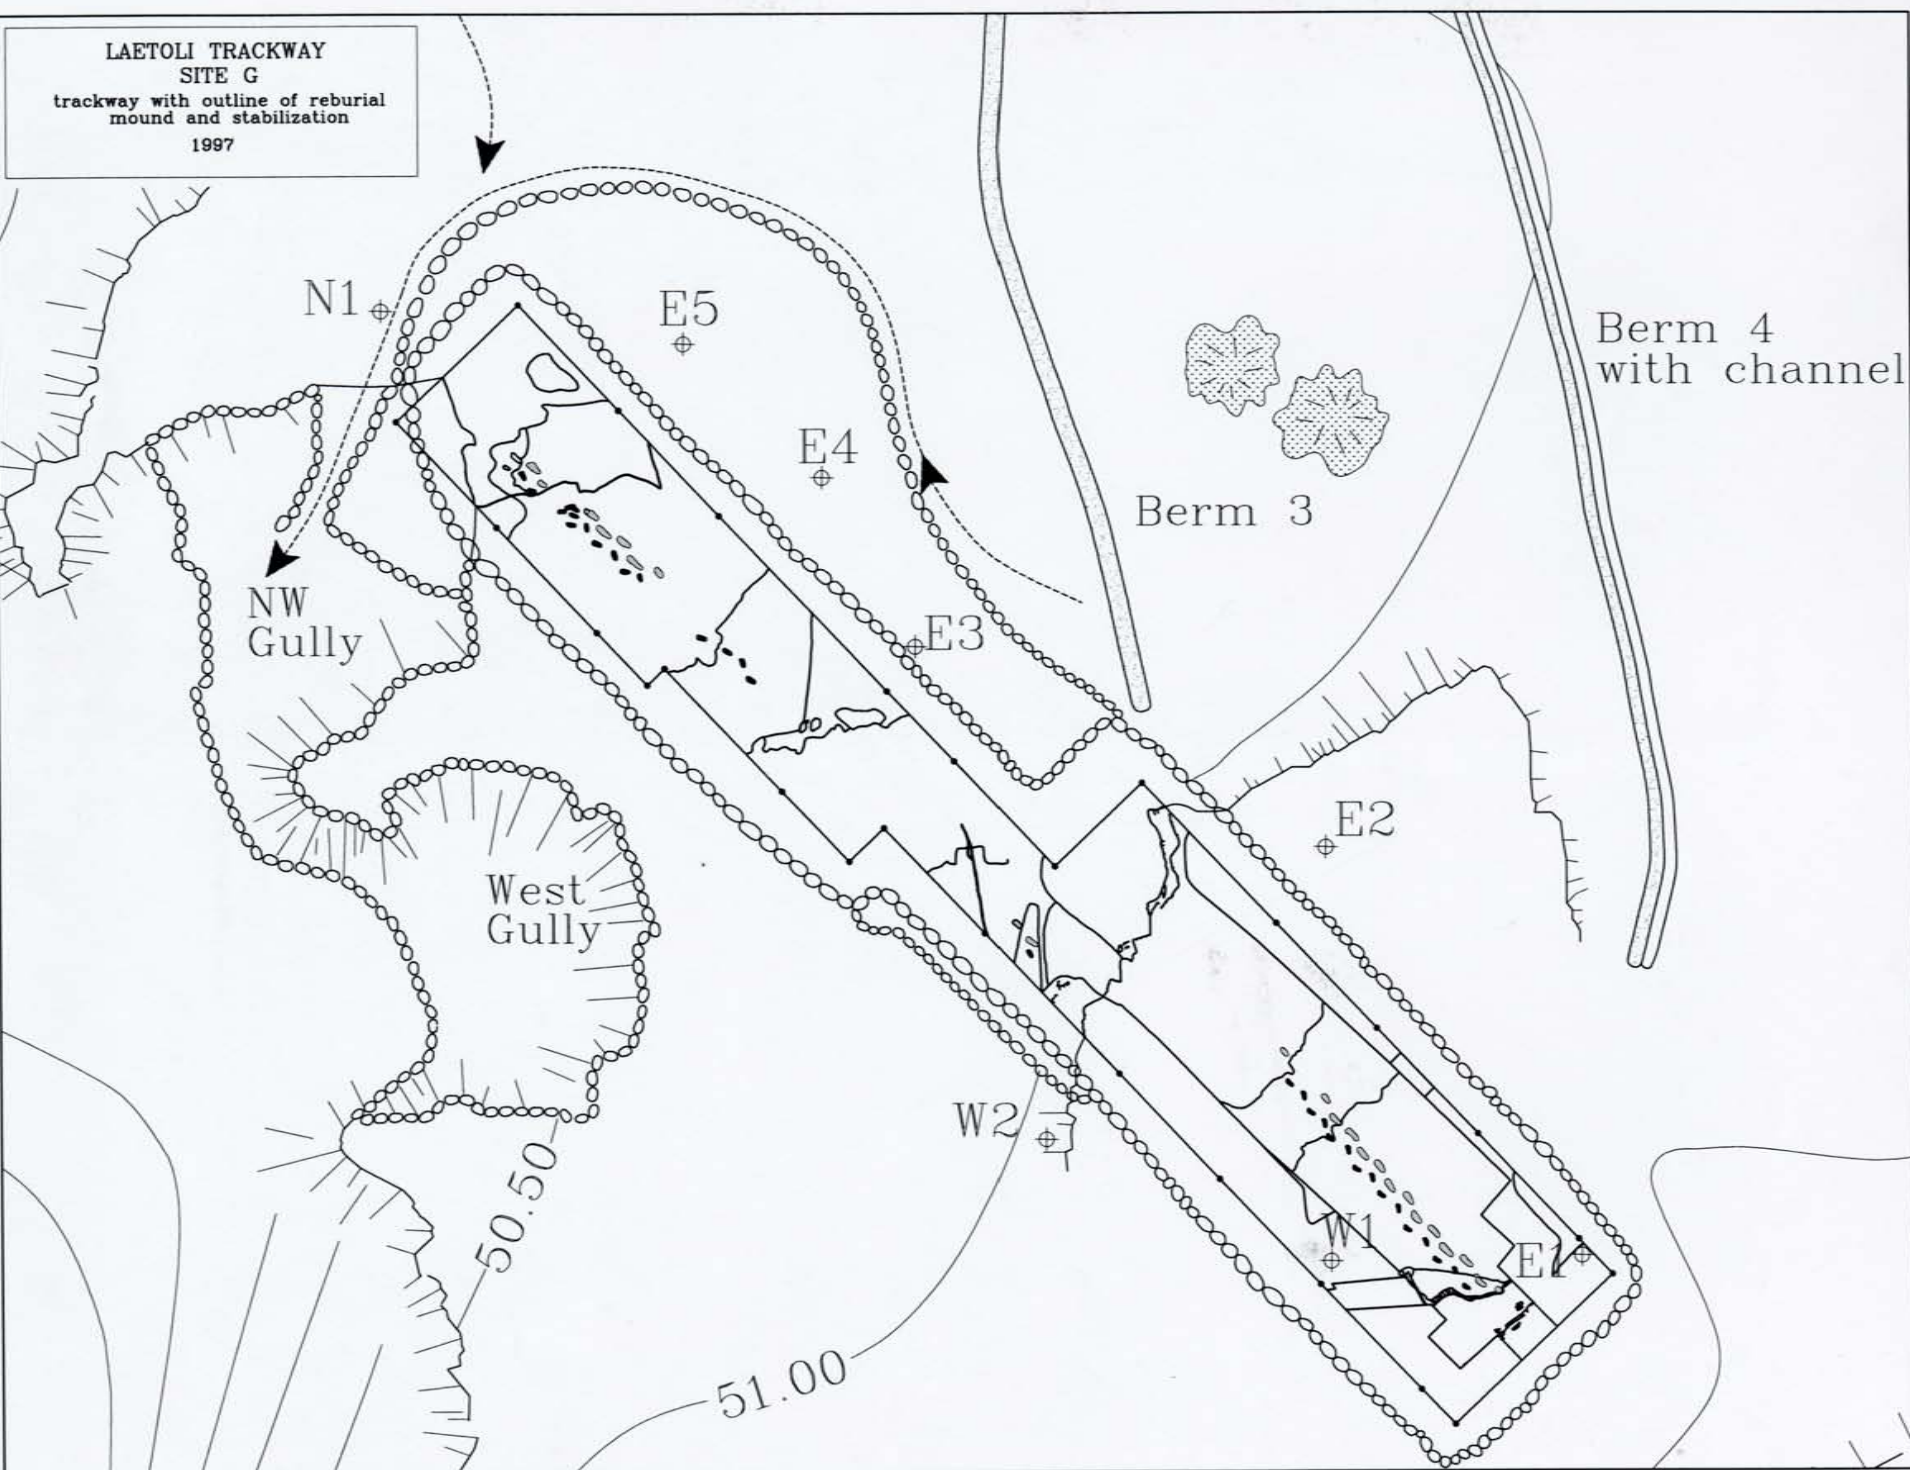 LAETOLI TRACKWAY
SITE G
trackway with outline of reburial
mound and stabilization
1997
N1
E5
Berm 4
with channel
E4
Berm 3
NW
Gully
E3
E2
West
Gully
W2
50.50
W1
E1
51.00